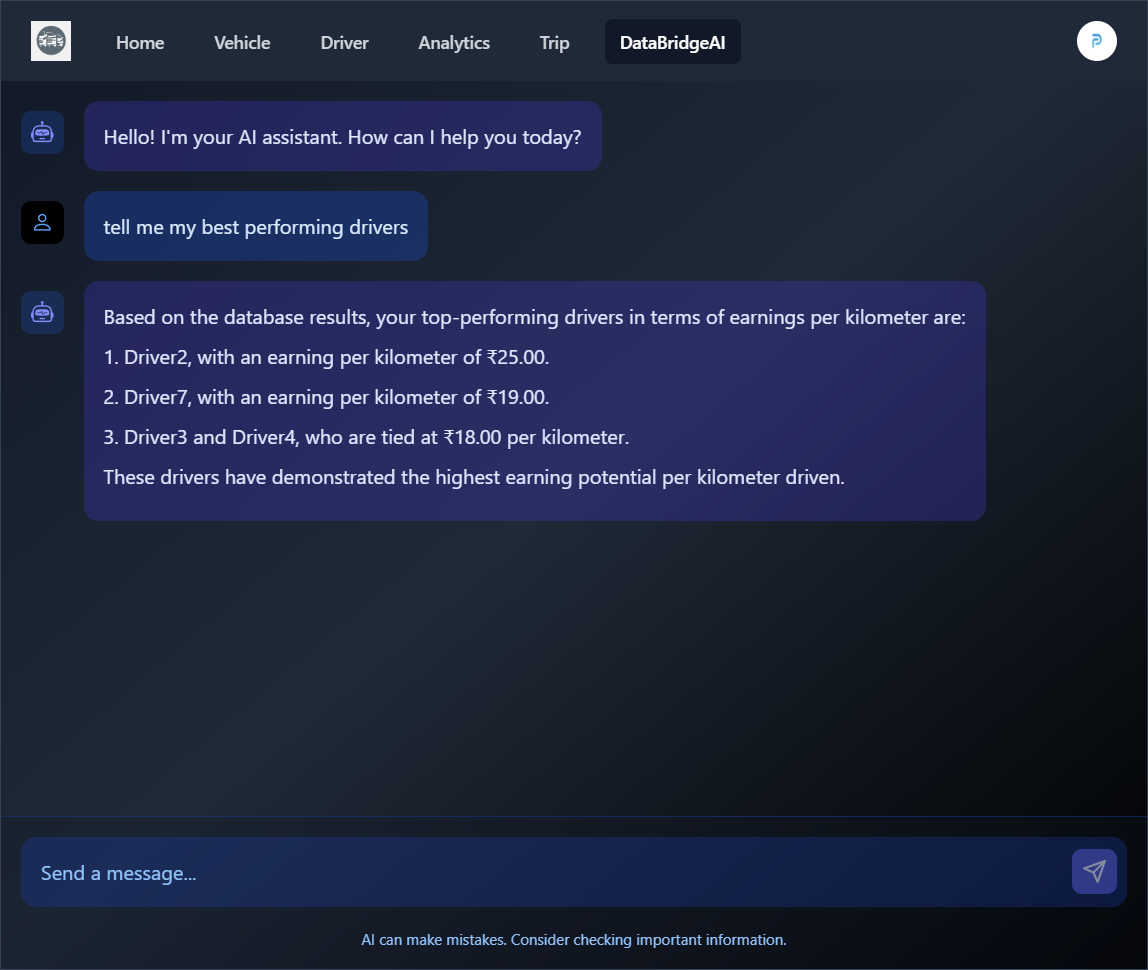 Home Vehicle Driver Analytics Trip DataBridgeAI
Hello! I'm your AI assistant. How can I help you today?
tell me my best performing drivers
Based on the database results, your top-performing drivers in terms of earnings per kilometer are:
1. Driver2, with an earning per kilometer of ₹25.00.
2. Driver7, with an earning per kilometer of ₹19.00.
3. Driver3 and Driver4, who are tied at ₹18.00 per kilometer.
These drivers have demonstrated the highest earning potential per kilometer driven.
Send a message...
AI can make mistakes. Consider checking important information.